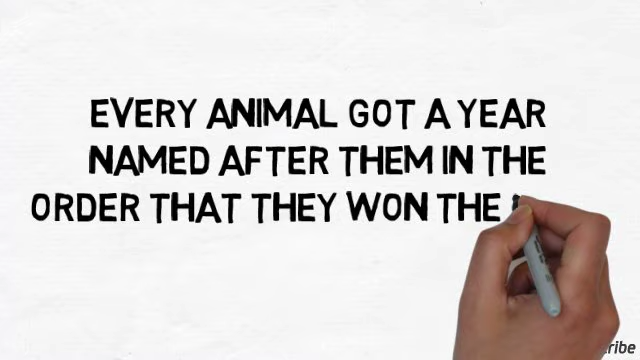 EVERY ANIMAL GOT A YEAR
NAMED AFTER THEM IN THE
ORDER THAT THEY WON THE